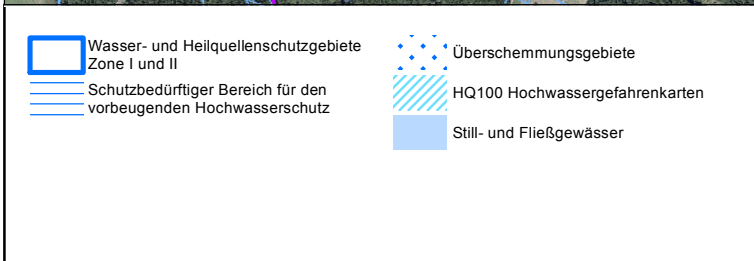 Wasser- und Heilquellenschutzgebiete
Zone I und II
Schutzbedürftiger Bereich für den
vorbeugenden Hochwasserschutz
Überschemmungsgebiete
HQ100 Hochwassergefahrenkarten
Still- und Fließgewässer